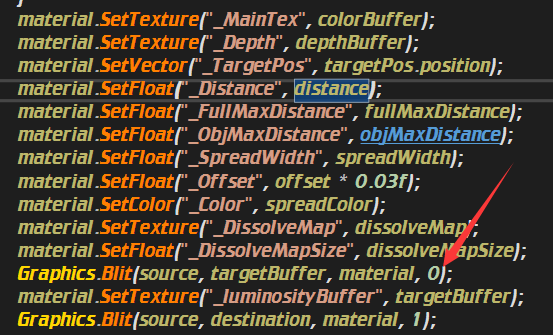 material.SetTexture("_MainTex", colorBuffer);
material.SetTexture("_Depth", depthBuffer);
material.SetVector("_TargetPos", targetPos.position);
material.SetFloat("_Distance", distance);
material.SetFloat("_FullMaxDistance", fullMaxDistance);
material.SetFloat("_ObjMaxDistance", objMaxDistance);
material.SetFloat("_SpreadWidth", spreadWidth);
material.SetFloat("_Offset", offset * 0.03f);
material.SetColor("_Color", spreadColor);
material.SetTexture("_DissolveMap", dissolveMap);
material.SetFloat("_DissolveMapSize", dissolveMapSize);
Graphics.Blit(source, targetBuffer, material, 0);
material.SetTexture("_luminosityBuffer", targetBuffer);
Graphics.Blit(source, destination, material, 1);